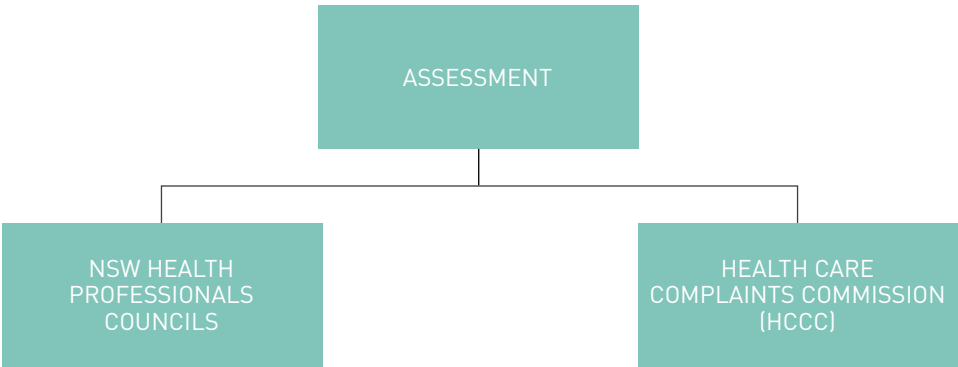 ASSESSMENT
NSW HEALTH
PROFESSIONALS
COUNCILS
HEALTH CARE
COMPLAINTS COMMISSION
(HCCC)